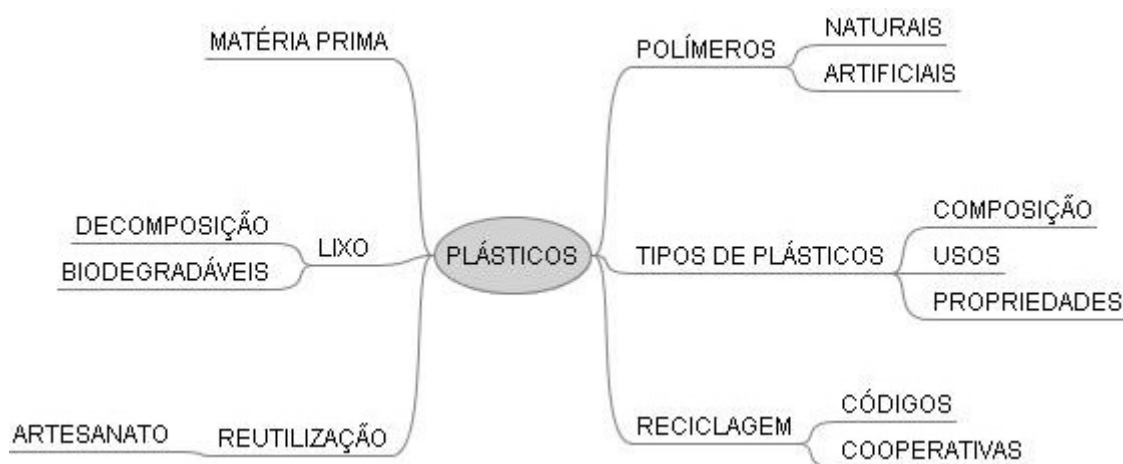 MATÉRIA PRIMA
DECOMPOSIÇÃO
BIODEGRADÁVEIS
LIXO
ARTESANATO
REUTILIZAÇÃO
PLÁSTICOS
POLÍMEROS
NATURAIS
ARTIFICIAIS
TIPOS DE PLÁSTICOS
COMPOSIÇÃO
USOS
PROPRIEDADES
RECICLAGEM
CÓDIGOS
COOPERATIVAS